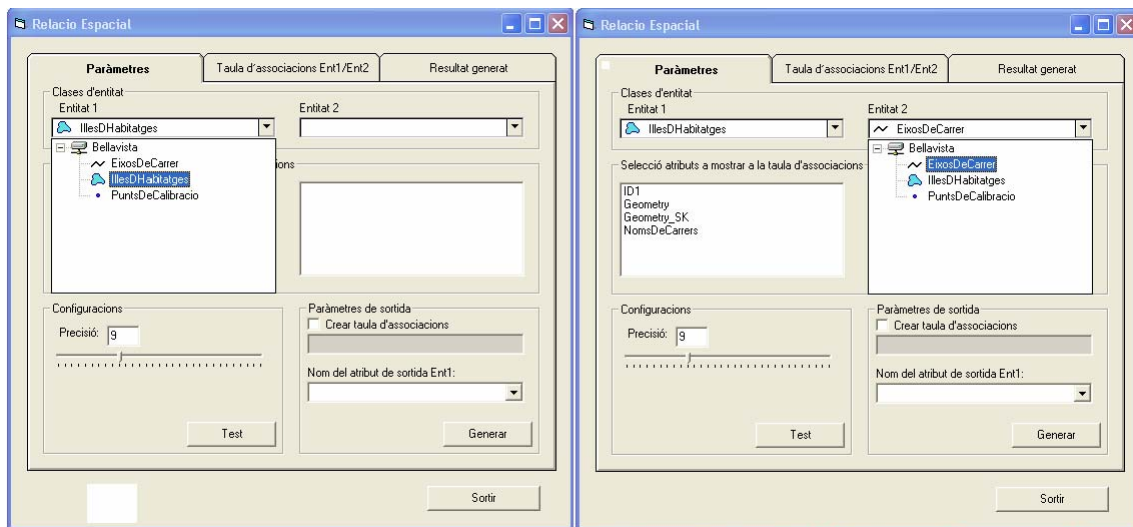 Relacio Espacial
Paràmetres
Taula d'associacions Ent1/Ent2
Resultat generat
Clases d'entitat
Entitat 1
Entitat 2
IllesDHabitatges
Bellavista
EixosDeCarrer
IllesDHabitatges
PuntsDeCalibracio
ions
Configuracions
Precisió: 9
Test
Paràmetres de sortida
Crear taula d'associacions
Nom del atribut de sortida Ent1:
Generar
Sortir
Relacio Espacial
Paràmetres
Taula d'associacions Ent1/Ent2
Resultat generat
Clases d'entitat
Entitat 1
Entitat 2
IllesDHabitatges
EixosDeCarrer
Bellavista
EixosDeCarrer
IllesDHabitatges
PuntsDeCalibracio
Selecció atributs a mostrar a la taula d'associacions
ID1
Geometry
Geometry_SK
NomsDeCarrers
Configuracions
Precisió: 9
Test
Paràmetres de sortida
Crear taula d'associacions
Nom del atribut de sortida Ent1:
Generar
Sortir